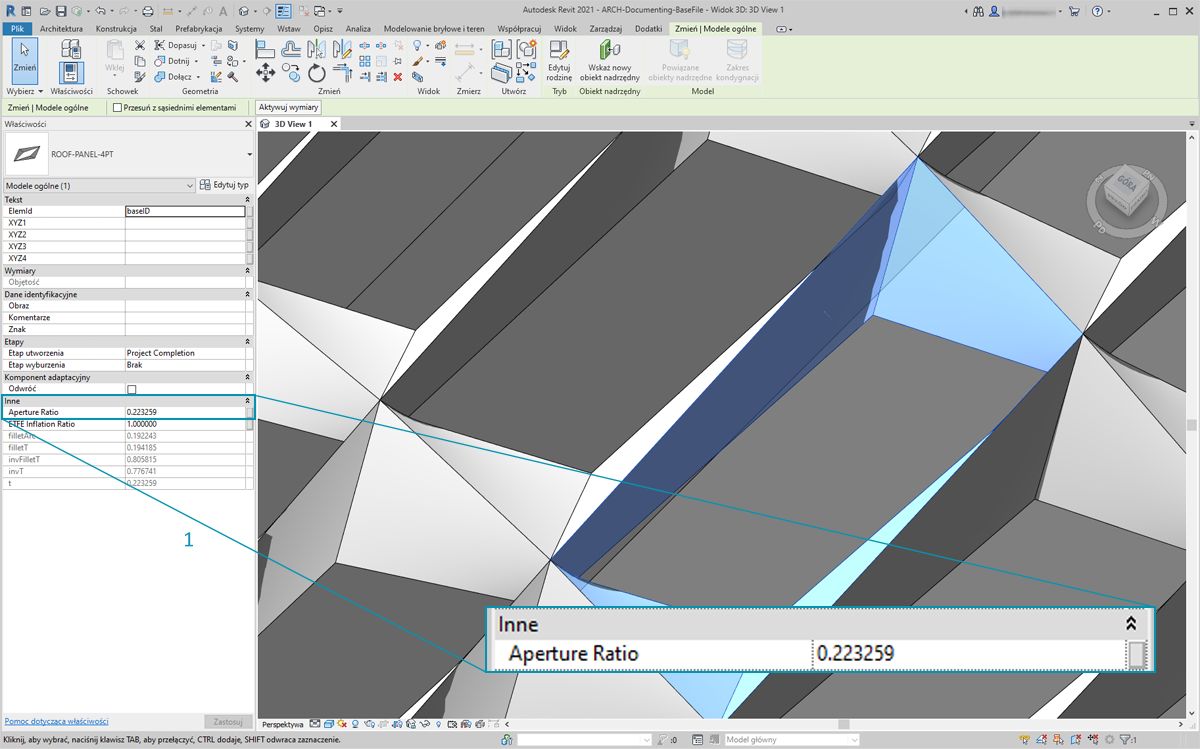 Autodesk Revit 2021 - ARCH-Documenting-BaseFile - Widok 3D: 3D View 1
Plik Architektura Konstrukcja Stal Prefabrykacja Systemy Wstaw Opisz Analiza Modelowanie bryłowe i teren Współpracuj Widok Zarządzaj Dodatki Zmień | Modele ogólne
Zmień
Wklej
Dopasuj
Dotnij
Dołącz
Edytuj rodzinę
Wskaż nowy obiekt nadrzędny
Powiązane obiekty nadrzędne
Zakres kondygnacji
Wybierz Właściwości Schowek Geometria Zmień Widok Zmierz Utwórz Tryb Obiekt nadrzędny Model
Zmień | Modele ogólne
Przesuń z sąsiednimi elementami
Aktywuj wymiary
Właściwości
3D View 1
ROOF-PANEL-4PT
Modele ogólne (1)
Edytuj typ
Tekst
ElemId baseID
XYZ1
XYZ2
XYZ3
XYZ4
Wymiary
Objętość
Dane identyfikacyjne
Obraz
Komentarze
Znak
Etapy
Etap utworzenia Project Completion
Etap wyburzenia Brak
Komponent adaptacyjny
Odwróć
Inne
Aperture Ratio 0.223259
ETFE Inflation Ratio 1.000000
filletArc 0.192243
filletT 0.194185
invFilletT 0.805815
invT 0.776741
t 0.223259
1
GÓRA
Inne
Aperture Ratio 0.223259
Pomoc dotycząca właściwości
Zastosuj
Perspektywa
Kliknij, aby wybrać, naciśnij klawisz TAB, aby przełączyć, CTRL dodaje, SHIFT odwraca zaznaczenie.
:0
Model główny
:1